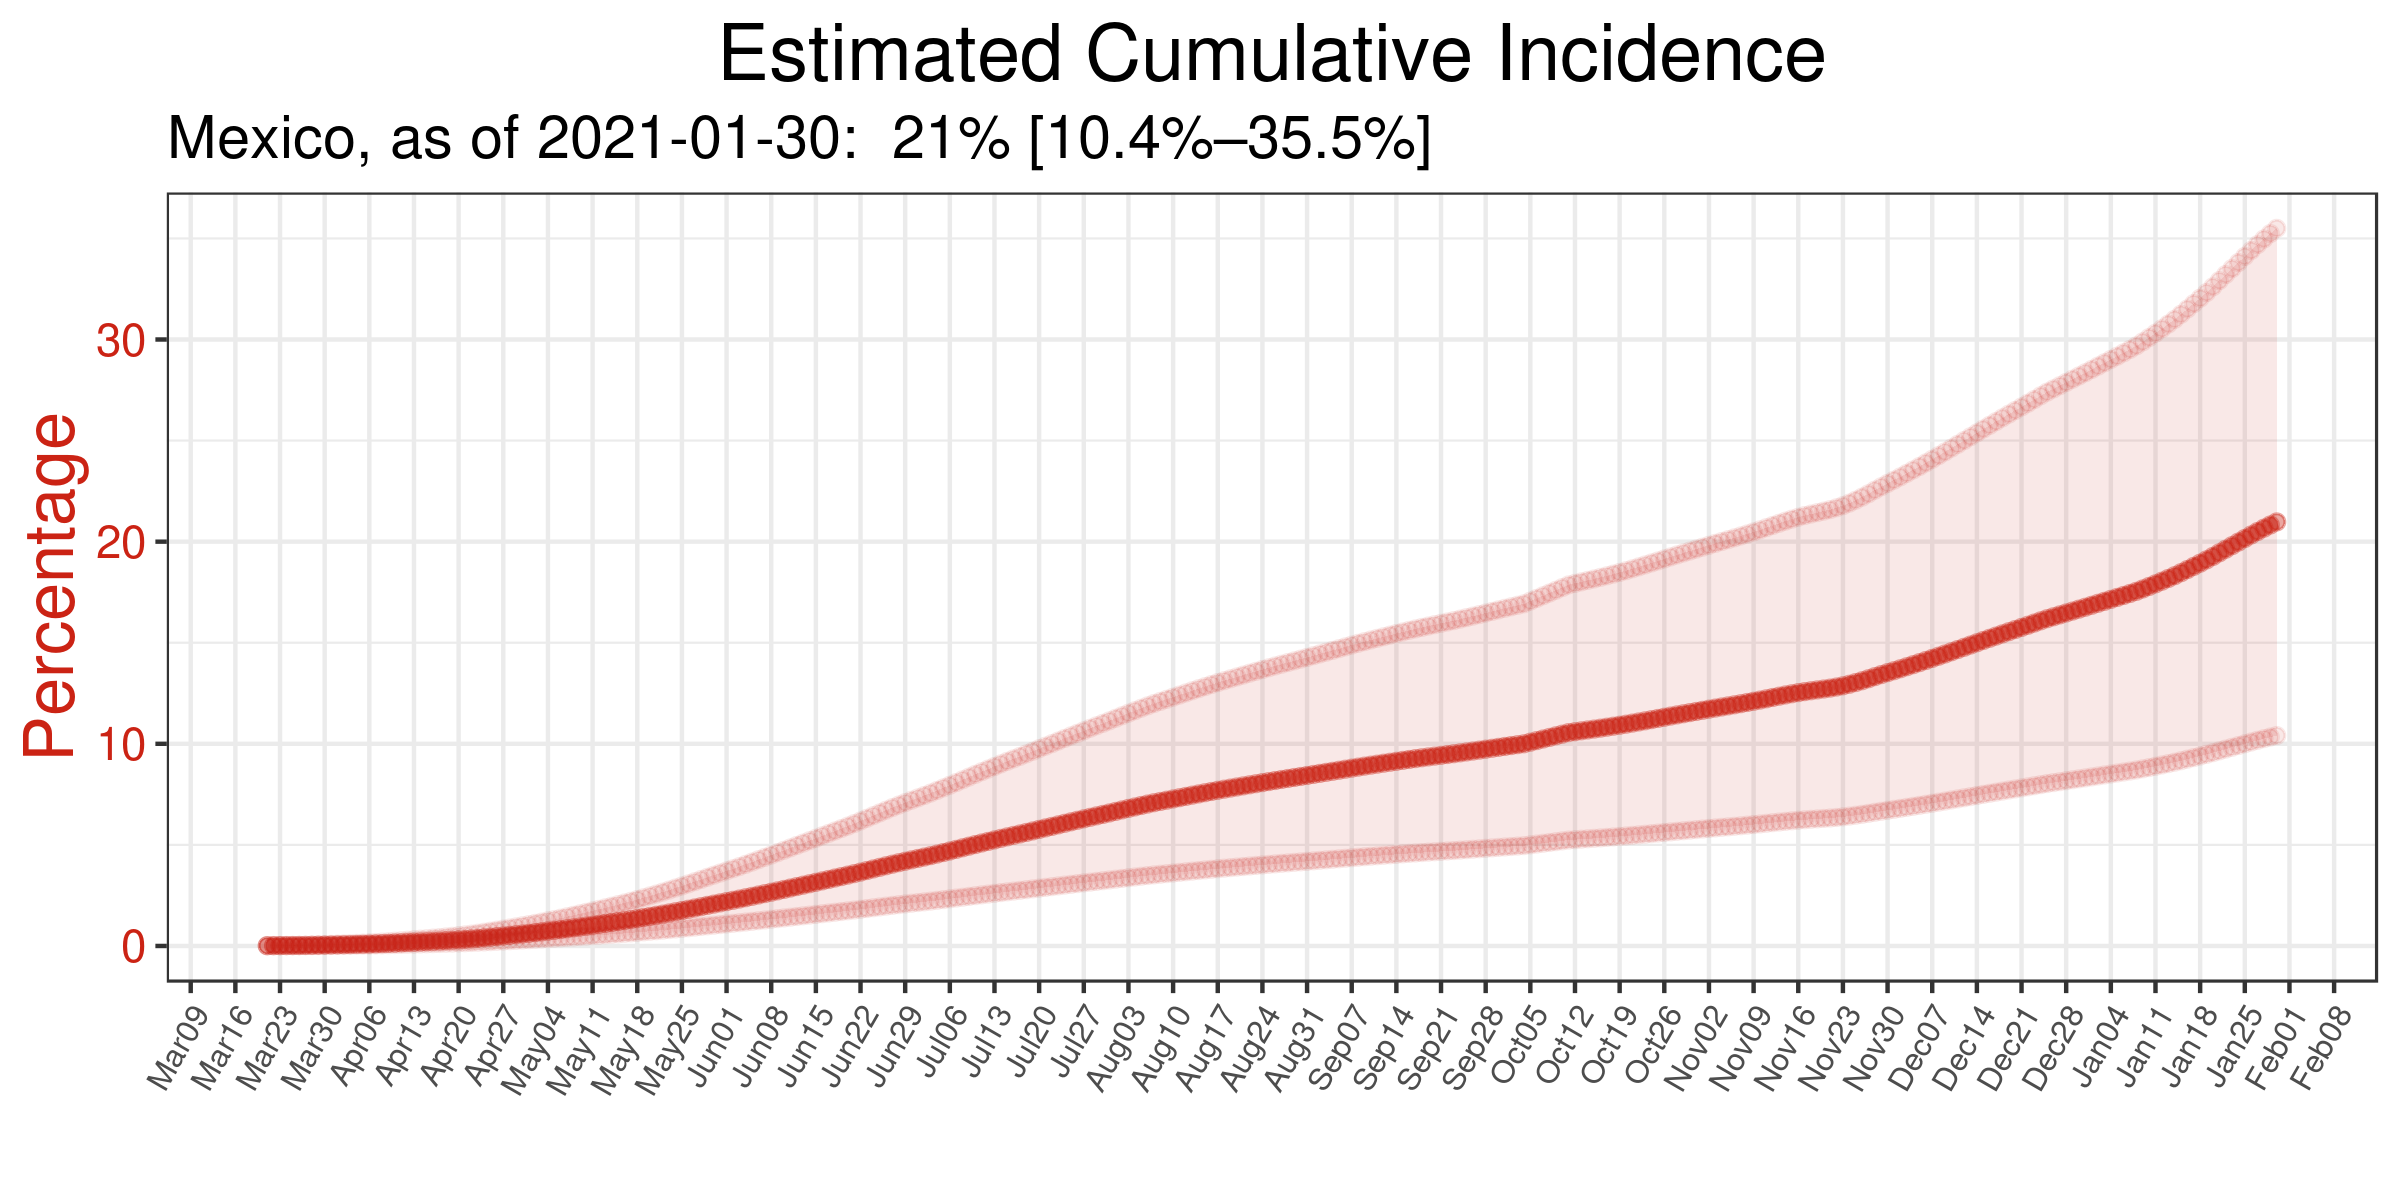 Estimated Cumulative Incidence
Mexico, as of 2021-01-30:  21% [10.4%–35.5%]
Percentage
30
20
10
0
Mar09
Mar16
Mar23
Mar30
Apr06
Apr13
Apr20
Apr27
May04
May11
May18
May25
Jun01
Jun08
Jun15
Jun22
Jun29
Jul06
Jul13
Jul20
Jul27
Aug03
Aug10
Aug17
Aug24
Aug31
Sep07
Sep14
Sep21
Sep28
Oct05
Oct12
Oct19
Oct26
Nov02
Nov09
Nov16
Nov23
Nov30
Dec07
Dec14
Dec21
Dec28
Jan04
Jan11
Jan18
Jan25
Feb01
Feb08